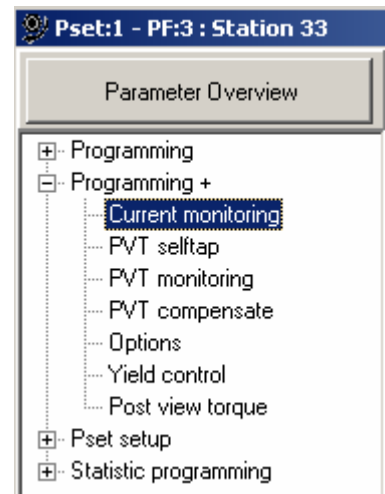 Pset:1 - PF:3 : Station 33
Parameter Overview
Programming
Programming +
Current monitoring
PVT selftap
PVT monitoring
PVT compensate
Options
Yield control
Post view torque
Pset setup
Statistic programming